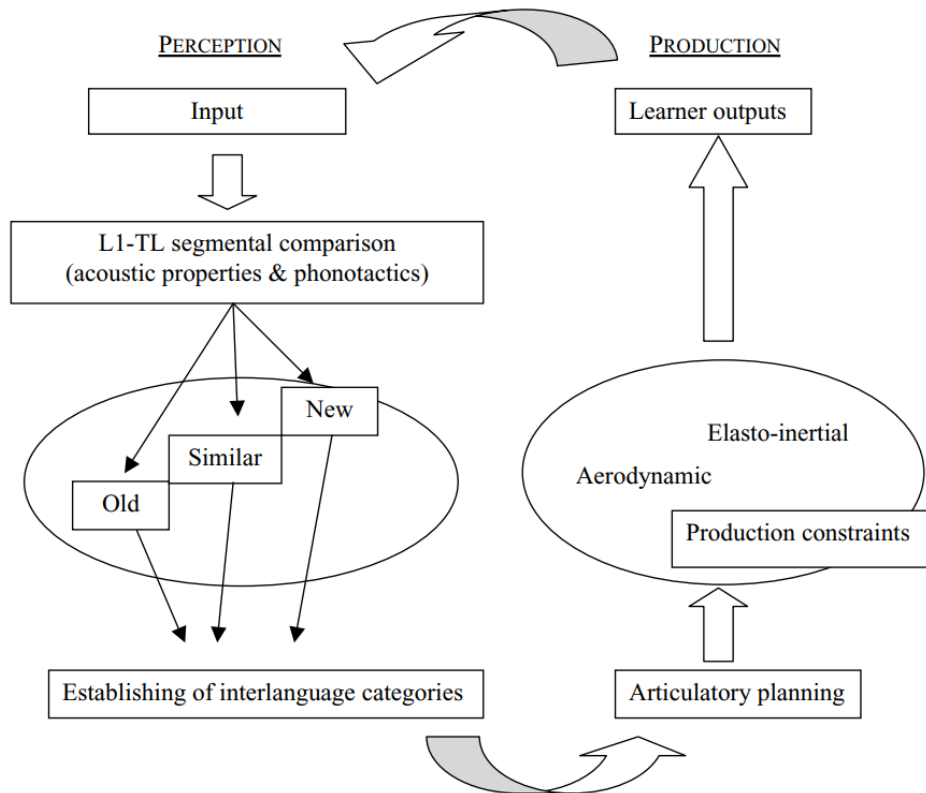 PERCEPTION
Input
L1-TL segmental comparison
(acoustic properties & phonotactics)
New
Similar
Old
Establishing of interlanguage categories
PRODUCTION
Learner outputs
Elasto-inertial
Aerodynamic
Production constraints
Articulatory planning